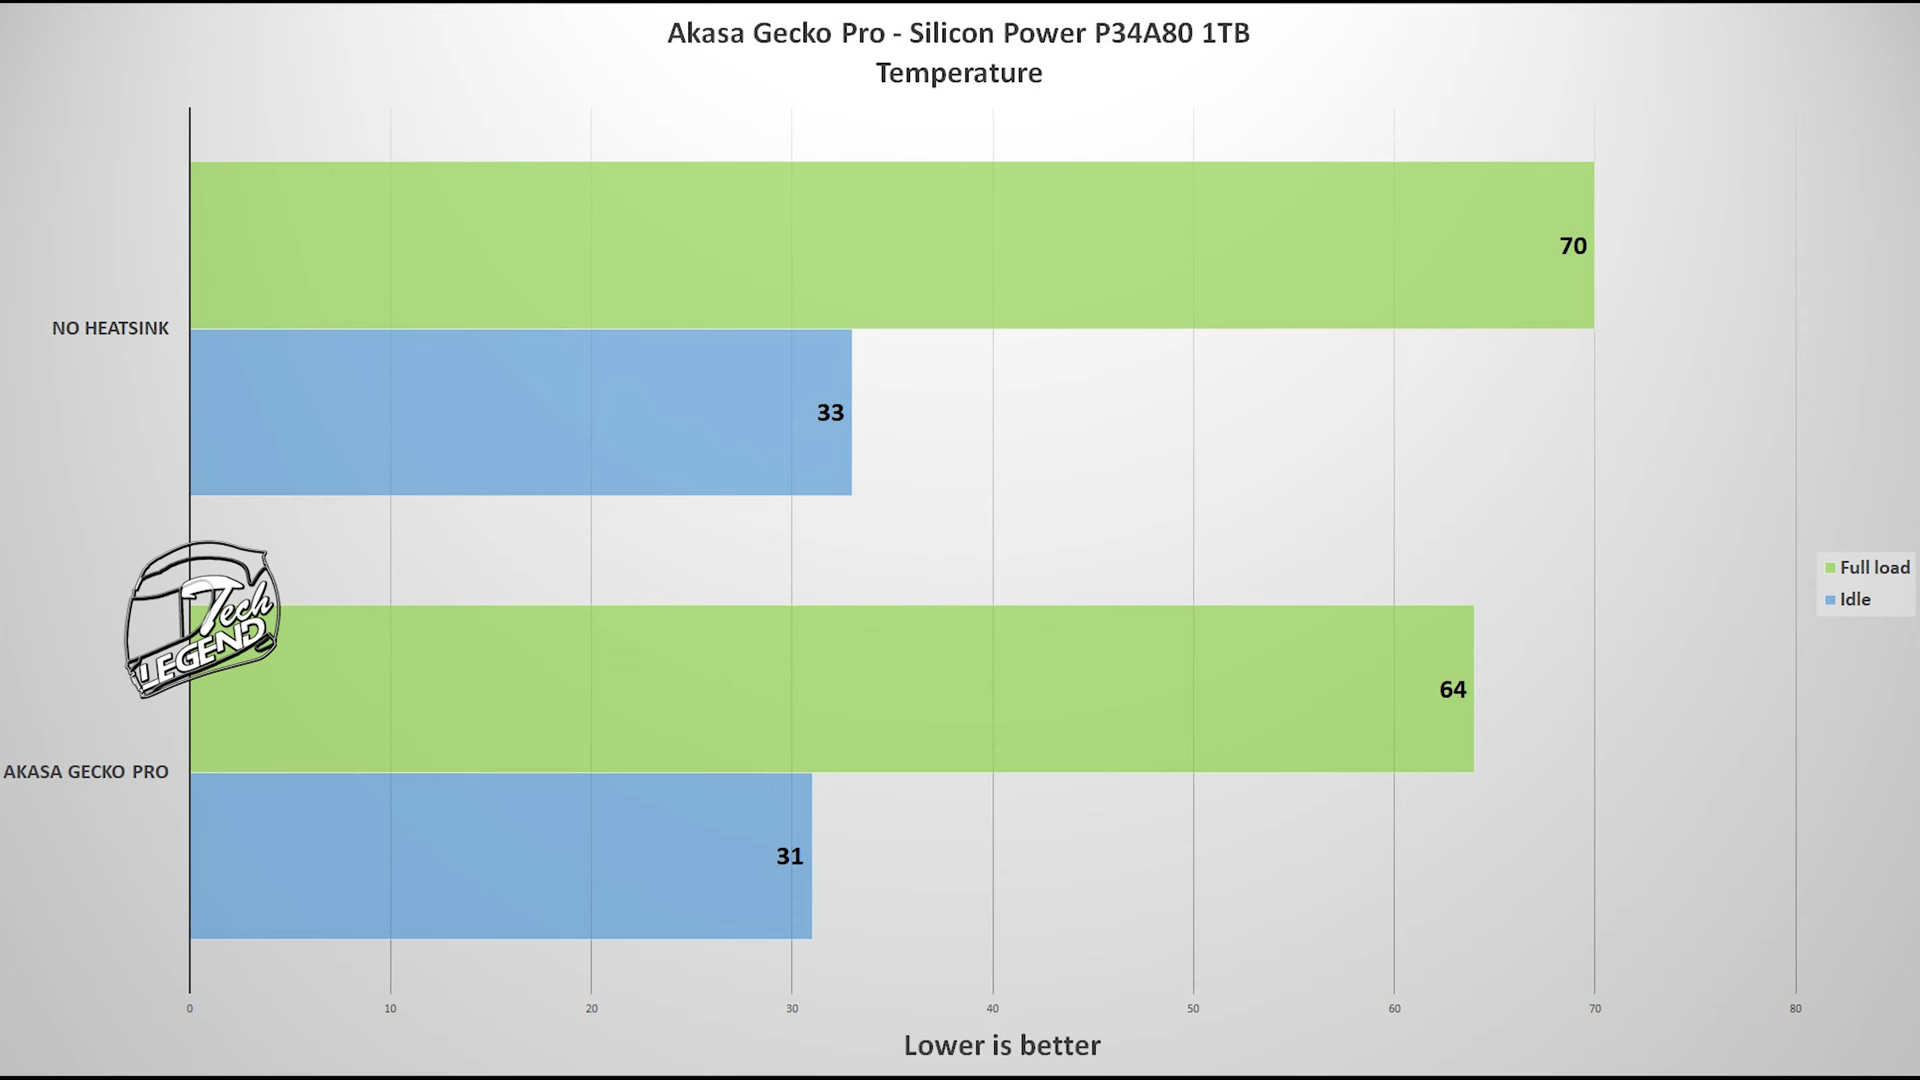 Akasa Gecko Pro - Silicon Power P34A80 1TB
Temperature
70
NO HEATSINK
33
Full load
Idle
Tech
LEGEND
64
AKASA GECKO PRO
31
0 10 20 30 40 50 60 70 80
Lower is better